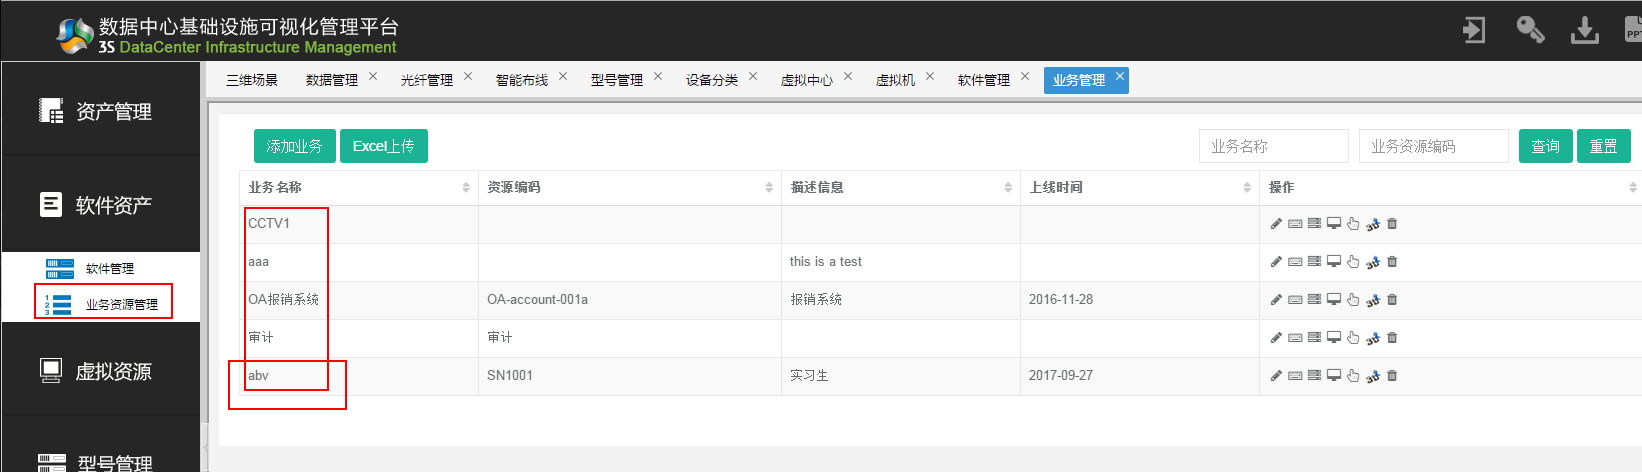 数据中心基础设施可视化管理平台
3S DataCenter Infrastructure Management
PPT
三维场景 数据管理 光纤管理 智能布线 型号管理 设备分类 虚拟中心 虚拟机 软件管理 业务管理
资产管理
软件资产
软件管理
业务资源管理
虚拟资源
型号管理
添加业务 Excel上传 业务名称 业务资源编码 查询 重置
业务名称 资源编码 描述信息 上线时间 操作
CCTV1
aaa this is a test
OA报销系统 OA-account-001a 报销系统 2016-11-28
审计 审计
abv SN1001 实习生 2017-09-27